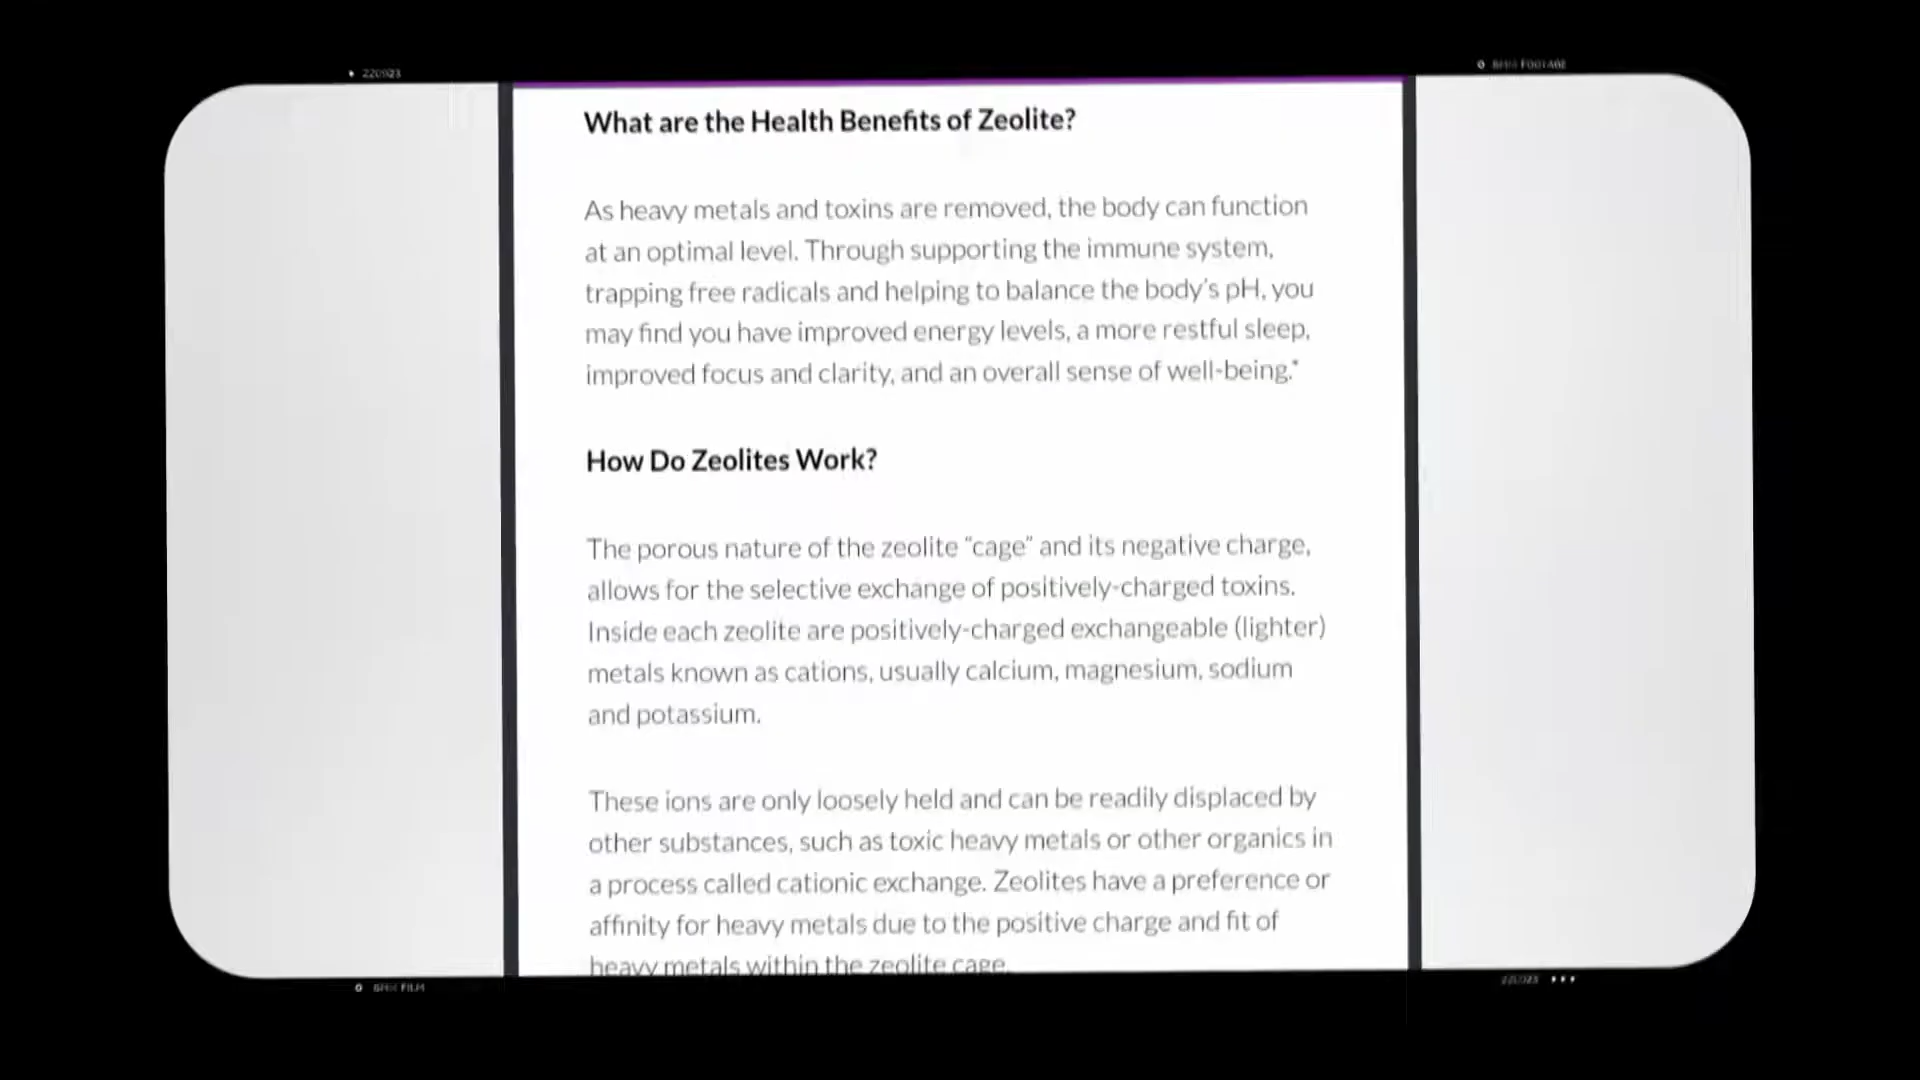 220923
FOOTAGE
What are the Health Benefits of Zeolite?
As heavy metals and toxins are removed, the body can function
at an optimal level. Through supporting the immune system,
trapping free radicals and helping to balance the body's pH, you
may find you have improved energy levels, a more restful sleep,
improved focus and clarity, and an overall sense of well-being.*
How Do Zeolites Work?
The porous nature of the zeolite “cage” and its negative charge,
allows for the selective exchange of positively-charged toxins.
Inside each zeolite are positively-charged exchangeable (lighter)
metals known as cations, usually calcium, magnesium, sodium
and potassium.
These ions are only loosely held and can be readily displaced by
other substances, such as toxic heavy metals or other organics in
a process called cationic exchange. Zeolites have a preference or
affinity for heavy metals due to the positive charge and fit of
heavy metals within the zeolite cage.
FILM